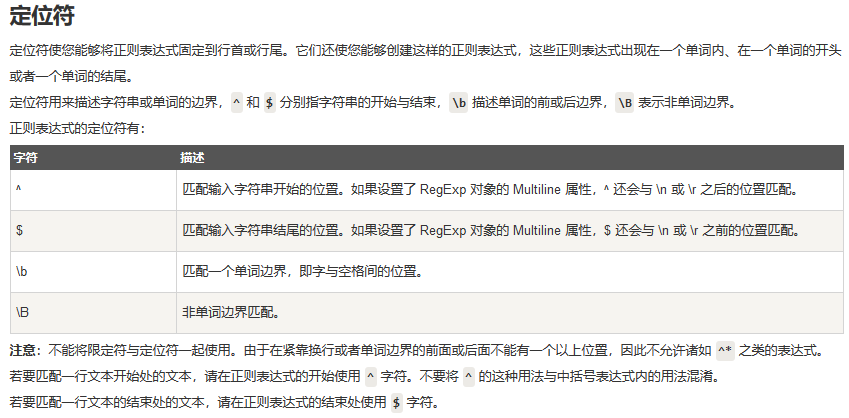 定位符
定位符使您能够将正则表达式固定到行首或行尾。它们还使您能够创建这样的正则表达式，这些正则表达式出现在一个单词内、在一个单词的开头
或者一个单词的结尾。
定位符用来描述字符串或单词的边界，^ 和 $ 分别指字符串的开始与结束，\b 描述单词的前或后边界，\B 表示非单词边界。
正则表达式的定位符有：
字符 描述
^ 匹配输入字符串开始的位置。如果设置了 RegExp 对象的 Multiline 属性，^ 还会与 \n 或 \r 之后的位置匹配。
$ 匹配输入字符串结尾的位置。如果设置了 RegExp 对象的 Multiline 属性，$ 还会与 \n 或 \r 之前的位置匹配。
\b 匹配一个单词边界，即字与空格间的位置。
\B 非单词边界匹配。
注意：不能将限定符与定位符一起使用。由于在紧靠换行或者单词边界的前面或后面不能有一个以上位置，因此不允许诸如 ^* 之类的表达式。
若要匹配一行文本开始处的文本，请在正则表达式的开始使用 ^ 字符。不要将 ^ 的这种用法与中括号表达式内的用法混淆。
若要匹配一行文本的结束处的文本，请在正则表达式的结束处使用 $ 字符。